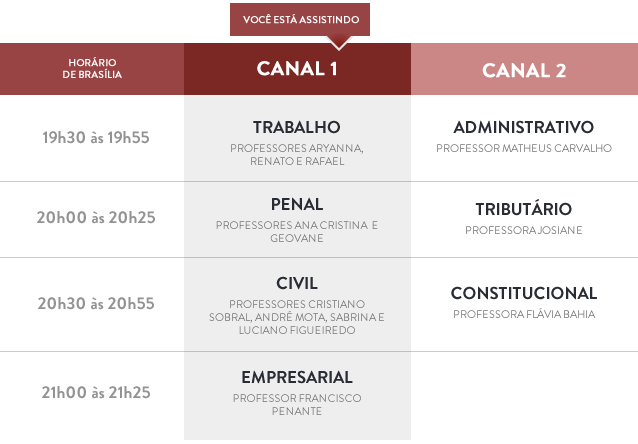 VOCÊ ESTÁ ASSISTINDO
HORÁRIO
DE BRASÍLIA
CANAL 1
CANAL 2
19h30 às 19h55
TRABALHO
PROFESSORES ARYANNA,
RENATO E RAFAEL
ADMINISTRATIVO
PROFESSOR MATHEUS CARVALHO
20h00 às 20h25
PENAL
PROFESSORES ANA CRISTINA E
GEOVANE
TRIBUTÁRIO
PROFESSORA JOSIANE
20h30 às 20h55
CIVIL
PROFESSORES CRISTIANO
SOBRAL, ANDRÉ MOTA, SABRINA E
LUCIANO FIGUEIREDO
CONSTITUCIONAL
PROFESSORA FLÁVIA BAHIA
21h00 às 21h25
EMPRESARIAL
PROFESSOR FRANCISCO
PENANTE